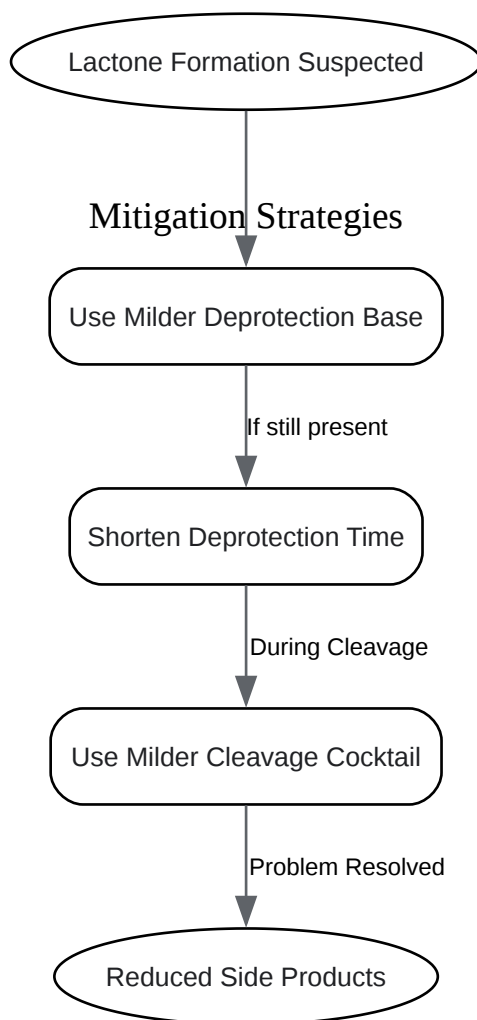 Lactone Formation Suspected
Mitigation Strategies
Use Milder Deprotection Base
If still present
Shorten Deprotection Time
During Cleavage
Use Milder Cleavage Cocktail
Problem Resolved
Reduced Side Products